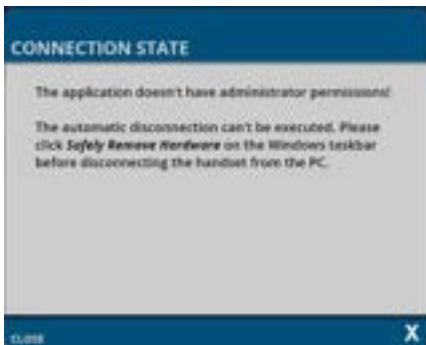 CONNECTION STATE
The application doesn't have administrator permissions!
The automatic disconnection can't be executed. Please
click Safely Remove Hardware on the Windows taskbar
before disconnecting the handset from the PC.
CLOSE X